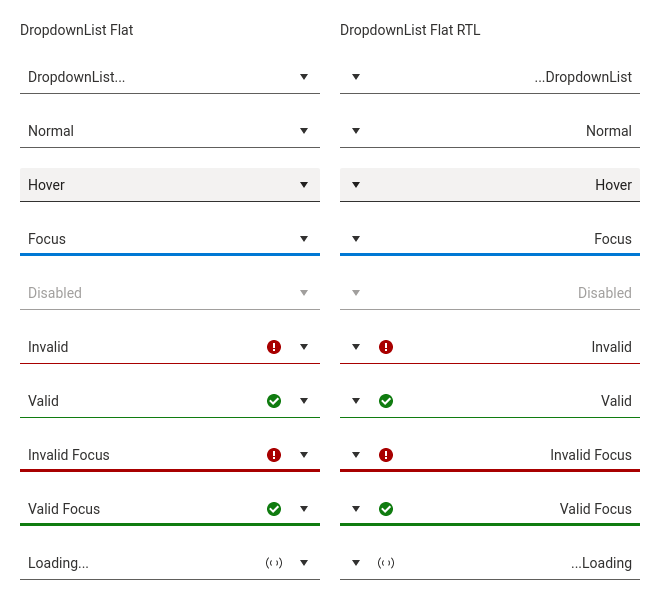 DropdownList Flat
DropdownList...
Normal
Hover
Focus
Disabled
Invalid
Valid
Invalid Focus
Valid Focus
Loading...
DropdownList Flat RTL
...DropdownList
Normal
Hover
Focus
Disabled
Invalid
Valid
Invalid Focus
Valid Focus
...Loading